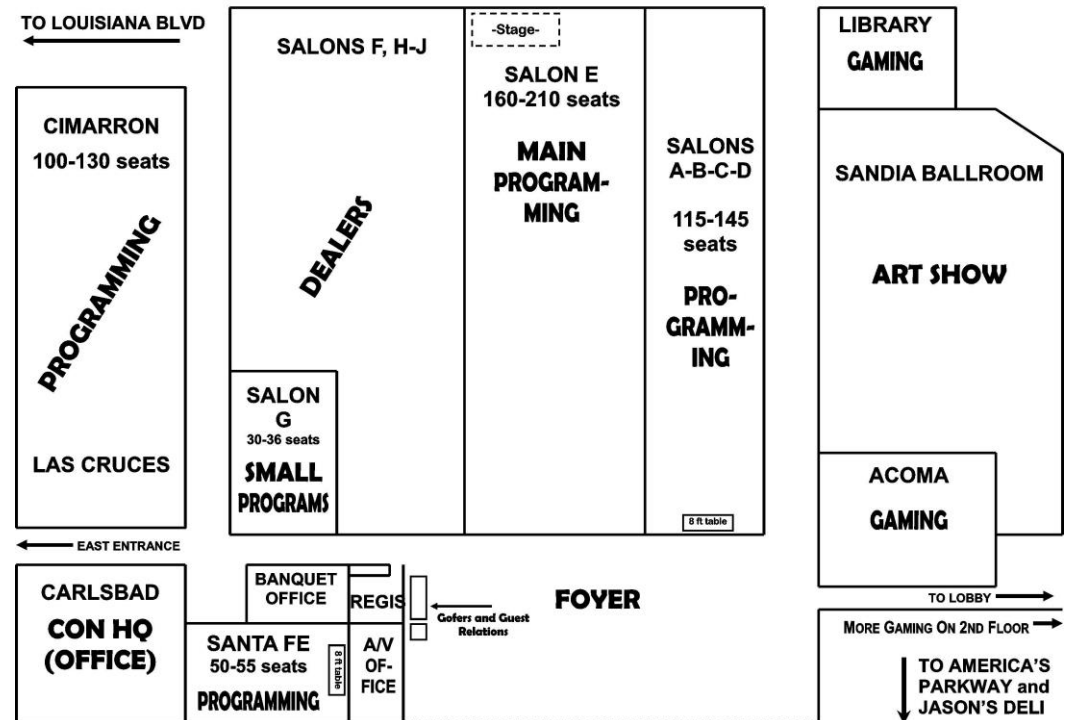 TO LOUISIANA BLVD
CIMARRON
100-130 seats
PROGRAMMING
LAS CRUCES
EAST ENTRANCE
CARLSBAD
CON HQ
(OFFICE)
SALONS F, H-J
DEALERS
SALON
G
30-36 seats
SMALL
PROGRAMS
-Stage-
SALON E
160-210 seats
MAIN
PROGRAM-
MING
SALONS
A-B-C-D
115-145
seats
PRO-
GRAMM-
ING
8 ft table
LIBRARY
GAMING
SANDIA BALLROOM
ART SHOW
ACOMA
GAMING
BANQUET
OFFICE
REGIS
SANTA FE
50-55 seats
PROGRAMMING
8 ft table
A/V
OF-
FICE
Gofers and Guest
Relations
FOYER
TO LOBBY
MORE GAMING ON 2ND FLOOR
TO AMERICA'S
PARKWAY and
JASON'S DELI